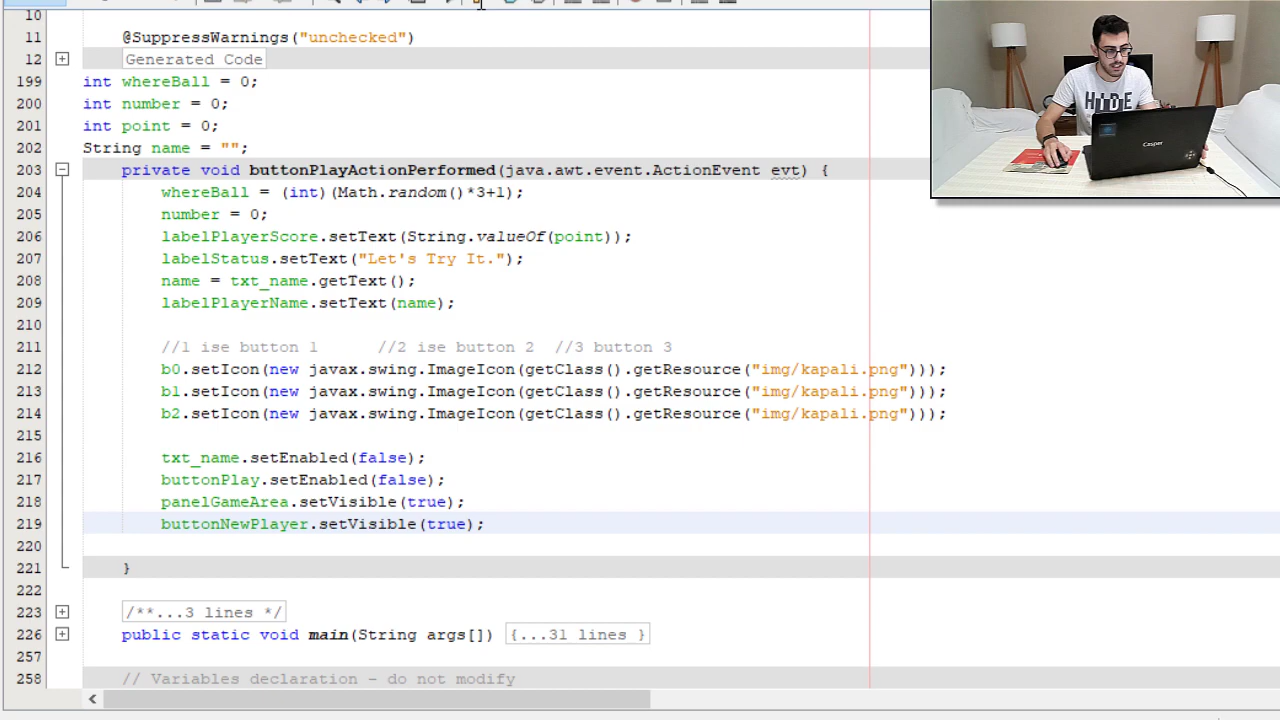 10
11 @SuppressWarnings("unchecked")
12 Generated Code
199 int whereBall = 0;
200 int number = 0;
201 int point = 0;
202 String name = "";
203 private void buttonPlayActionPerformed(java.awt.event.ActionEvent evt) {
204 whereBall = (int)(Math.random()*3+1);
205 number = 0;
206 labelPlayerScore.setText(String.valueOf(point));
207 labelStatus.setText("Let's Try It.");
208 name = txt_name.getText();
209 labelPlayerName.setText(name);
210
211 //1 ise button 1 //2 ise button 2 //3 button 3
212 b0.setIcon(new javax.swing.ImageIcon(getClass().getResource("img/kapali.png")));
213 b1.setIcon(new javax.swing.ImageIcon(getClass().getResource("img/kapali.png")));
214 b2.setIcon(new javax.swing.ImageIcon(getClass().getResource("img/kapali.png")));
215
216 txt_name.setEnabled(false);
217 buttonPlay.setEnabled(false);
218 panelGameArea.setVisible(true);
219 buttonNewPlayer.setVisible(true);
220
221 }
222
223 /**...3 lines */
226 public static void main(String args[]) {...31 lines }
257
258 // Variables declaration - do not modify
HIDE
Casper